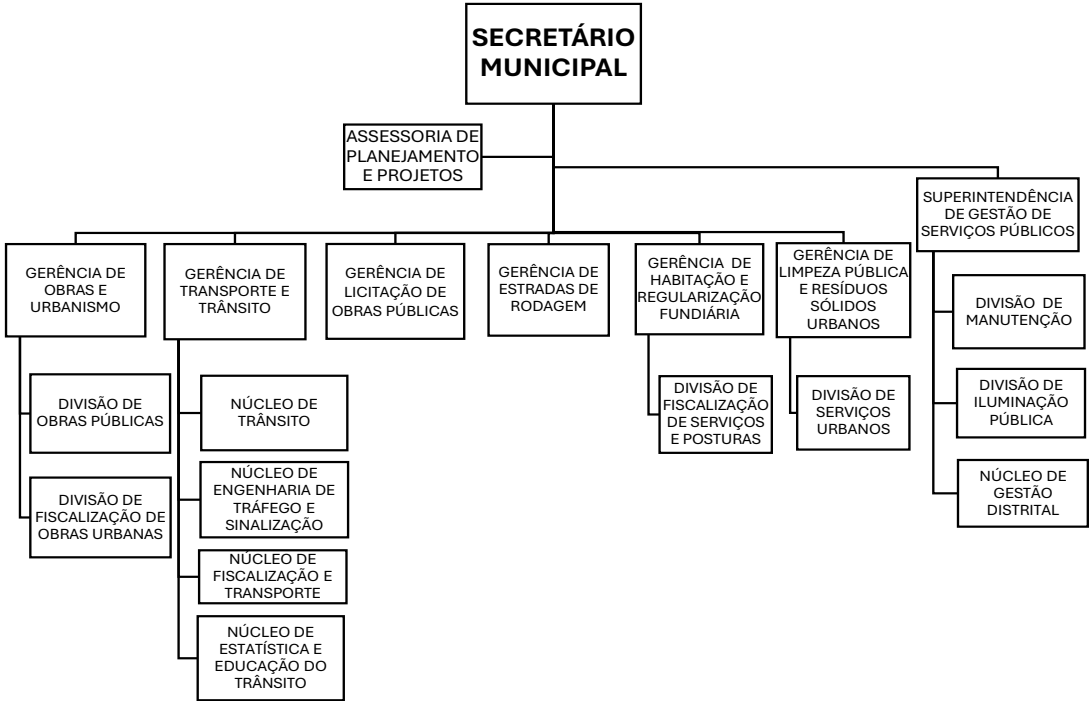 SECRETÁRIO
MUNICIPAL
ASSESSORIA DE
PLANEJAMENTO
E PROJETOS
SUPERINTENDÊNCIA
DE GESTÃO DE
SERVIÇOS PÚBLICOS
GERÊNCIA DE
OBRAS E
URBANISMO
GERÊNCIA DE
TRANSPORTE E
TRÂNSITO
GERÊNCIA DE
LICITAÇÃO DE
OBRAS PÚBLICAS
GERÊNCIA DE
ESTRADAS DE
RODAGEM
GERÊNCIA DE
HABITAÇÃO E
REGULARIZAÇÃO
FUNDIÁRIA
GERÊNCIA DE
LIMPEZA PÚBLICA
E RESÍDUOS
SÓLIDOS
URBANOS
DIVISÃO DE
MANUTENÇÃO
DIVISÃO DE
OBRAS PÚBLICAS
NÚCLEO DE
TRÂNSITO
DIVISÃO DE
FISCALIZAÇÃO
DE SERVIÇOS
E POSTURAS
DIVISÃO DE
SERVIÇOS
URBANOS
DIVISÃO DE
ILUMINAÇÃO
PÚBLICA
DIVISÃO DE
FISCALIZAÇÃO DE
OBRAS URBANAS
NÚCLEO DE
ENGENHARIA DE
TRÁFEGO E
SINALIZAÇÃO
NÚCLEO DE
GESTÃO
DISTRITAL
NÚCLEO DE
FISCALIZAÇÃO E
TRANSPORTE
NÚCLEO DE
ESTATÍSTICA E
EDUCAÇÃO DO
TRÂNSITO